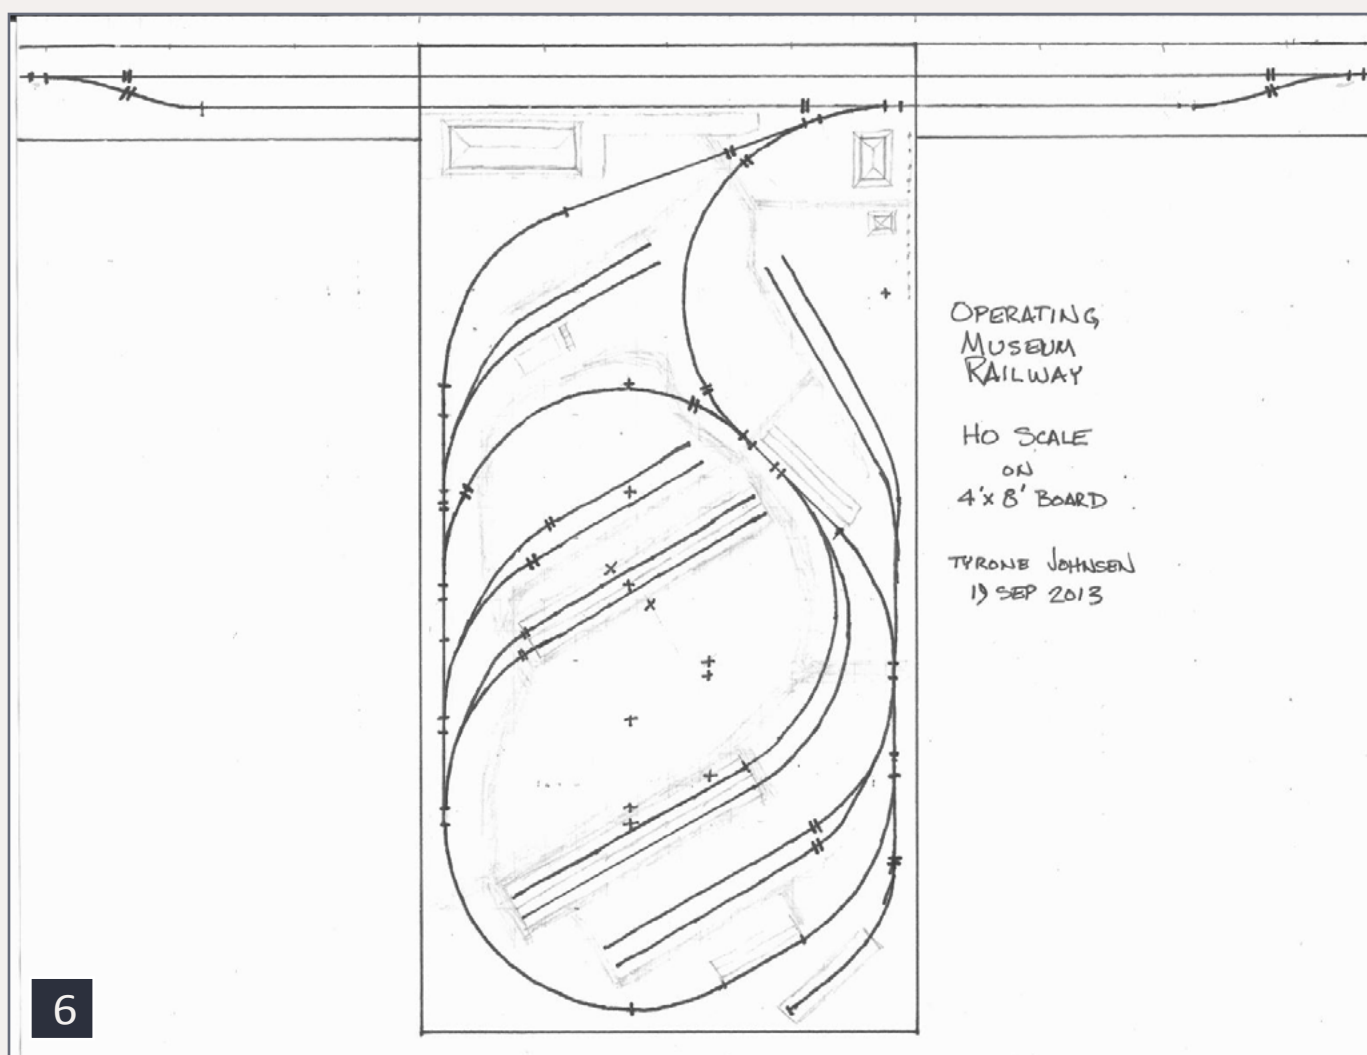 OPERATING
MUSEUM
RAILWAY
HO SCALE
ON
4'x 8' BOARD
TYRONE JOHNSEN
19 SEP 2013
6